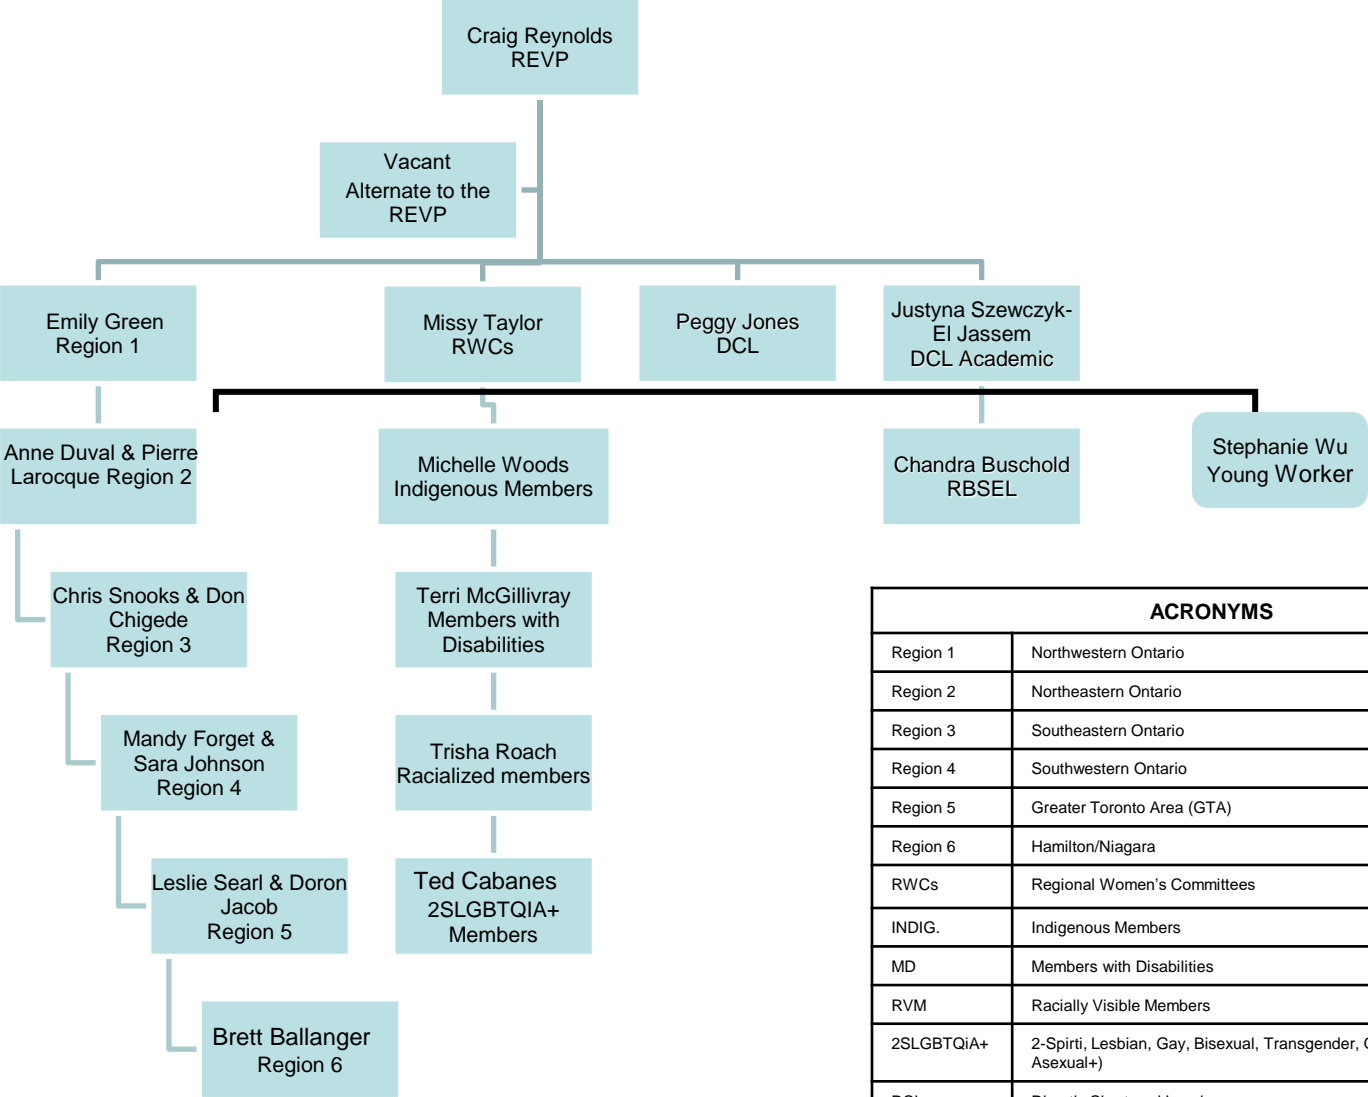 Craig Reynolds
REVP
Vacant
Alternate to the
REVP
Emily Green
Region 1
Missy Taylor
RWCs
Peggy Jones
DCL
Justyna Szewczyk-
El Jassem
DCL Academic
Anne Duval & Pierre
Larocque Region 2
Michelle Woods
Indigenous Members
Chandra Buschold
RBSEL
Stephanie Wu
Young Worker
Chris Snooks & Don
Chigede
Region 3
Terri McGillivray
Members with
Disabilities
Mandy Forget &
Sara Johnson
Region 4
Trisha Roach
Racialized members
Leslie Searl & Doron
Jacob
Region 5
Ted Cabanes
2SLGBTQIA+
Members
Brett Ballanger
Region 6
ACRONYMS
Region 1 Northwestern Ontario
Region 2 Northeastern Ontario
Region 3 Southeastern Ontario
Region 4 Southwestern Ontario
Region 5 Greater Toronto Area (GTA)
Region 6 Hamilton/Niagara
RWCs Regional Women's Committees
INDIG. Indigenous Members
MD Members with Disabilities
RVM Racially Visible Members
2SLGBTQiA+ 2-Spirti, Lesbian, Gay, Bisexual, Transgender,
Asexual+)